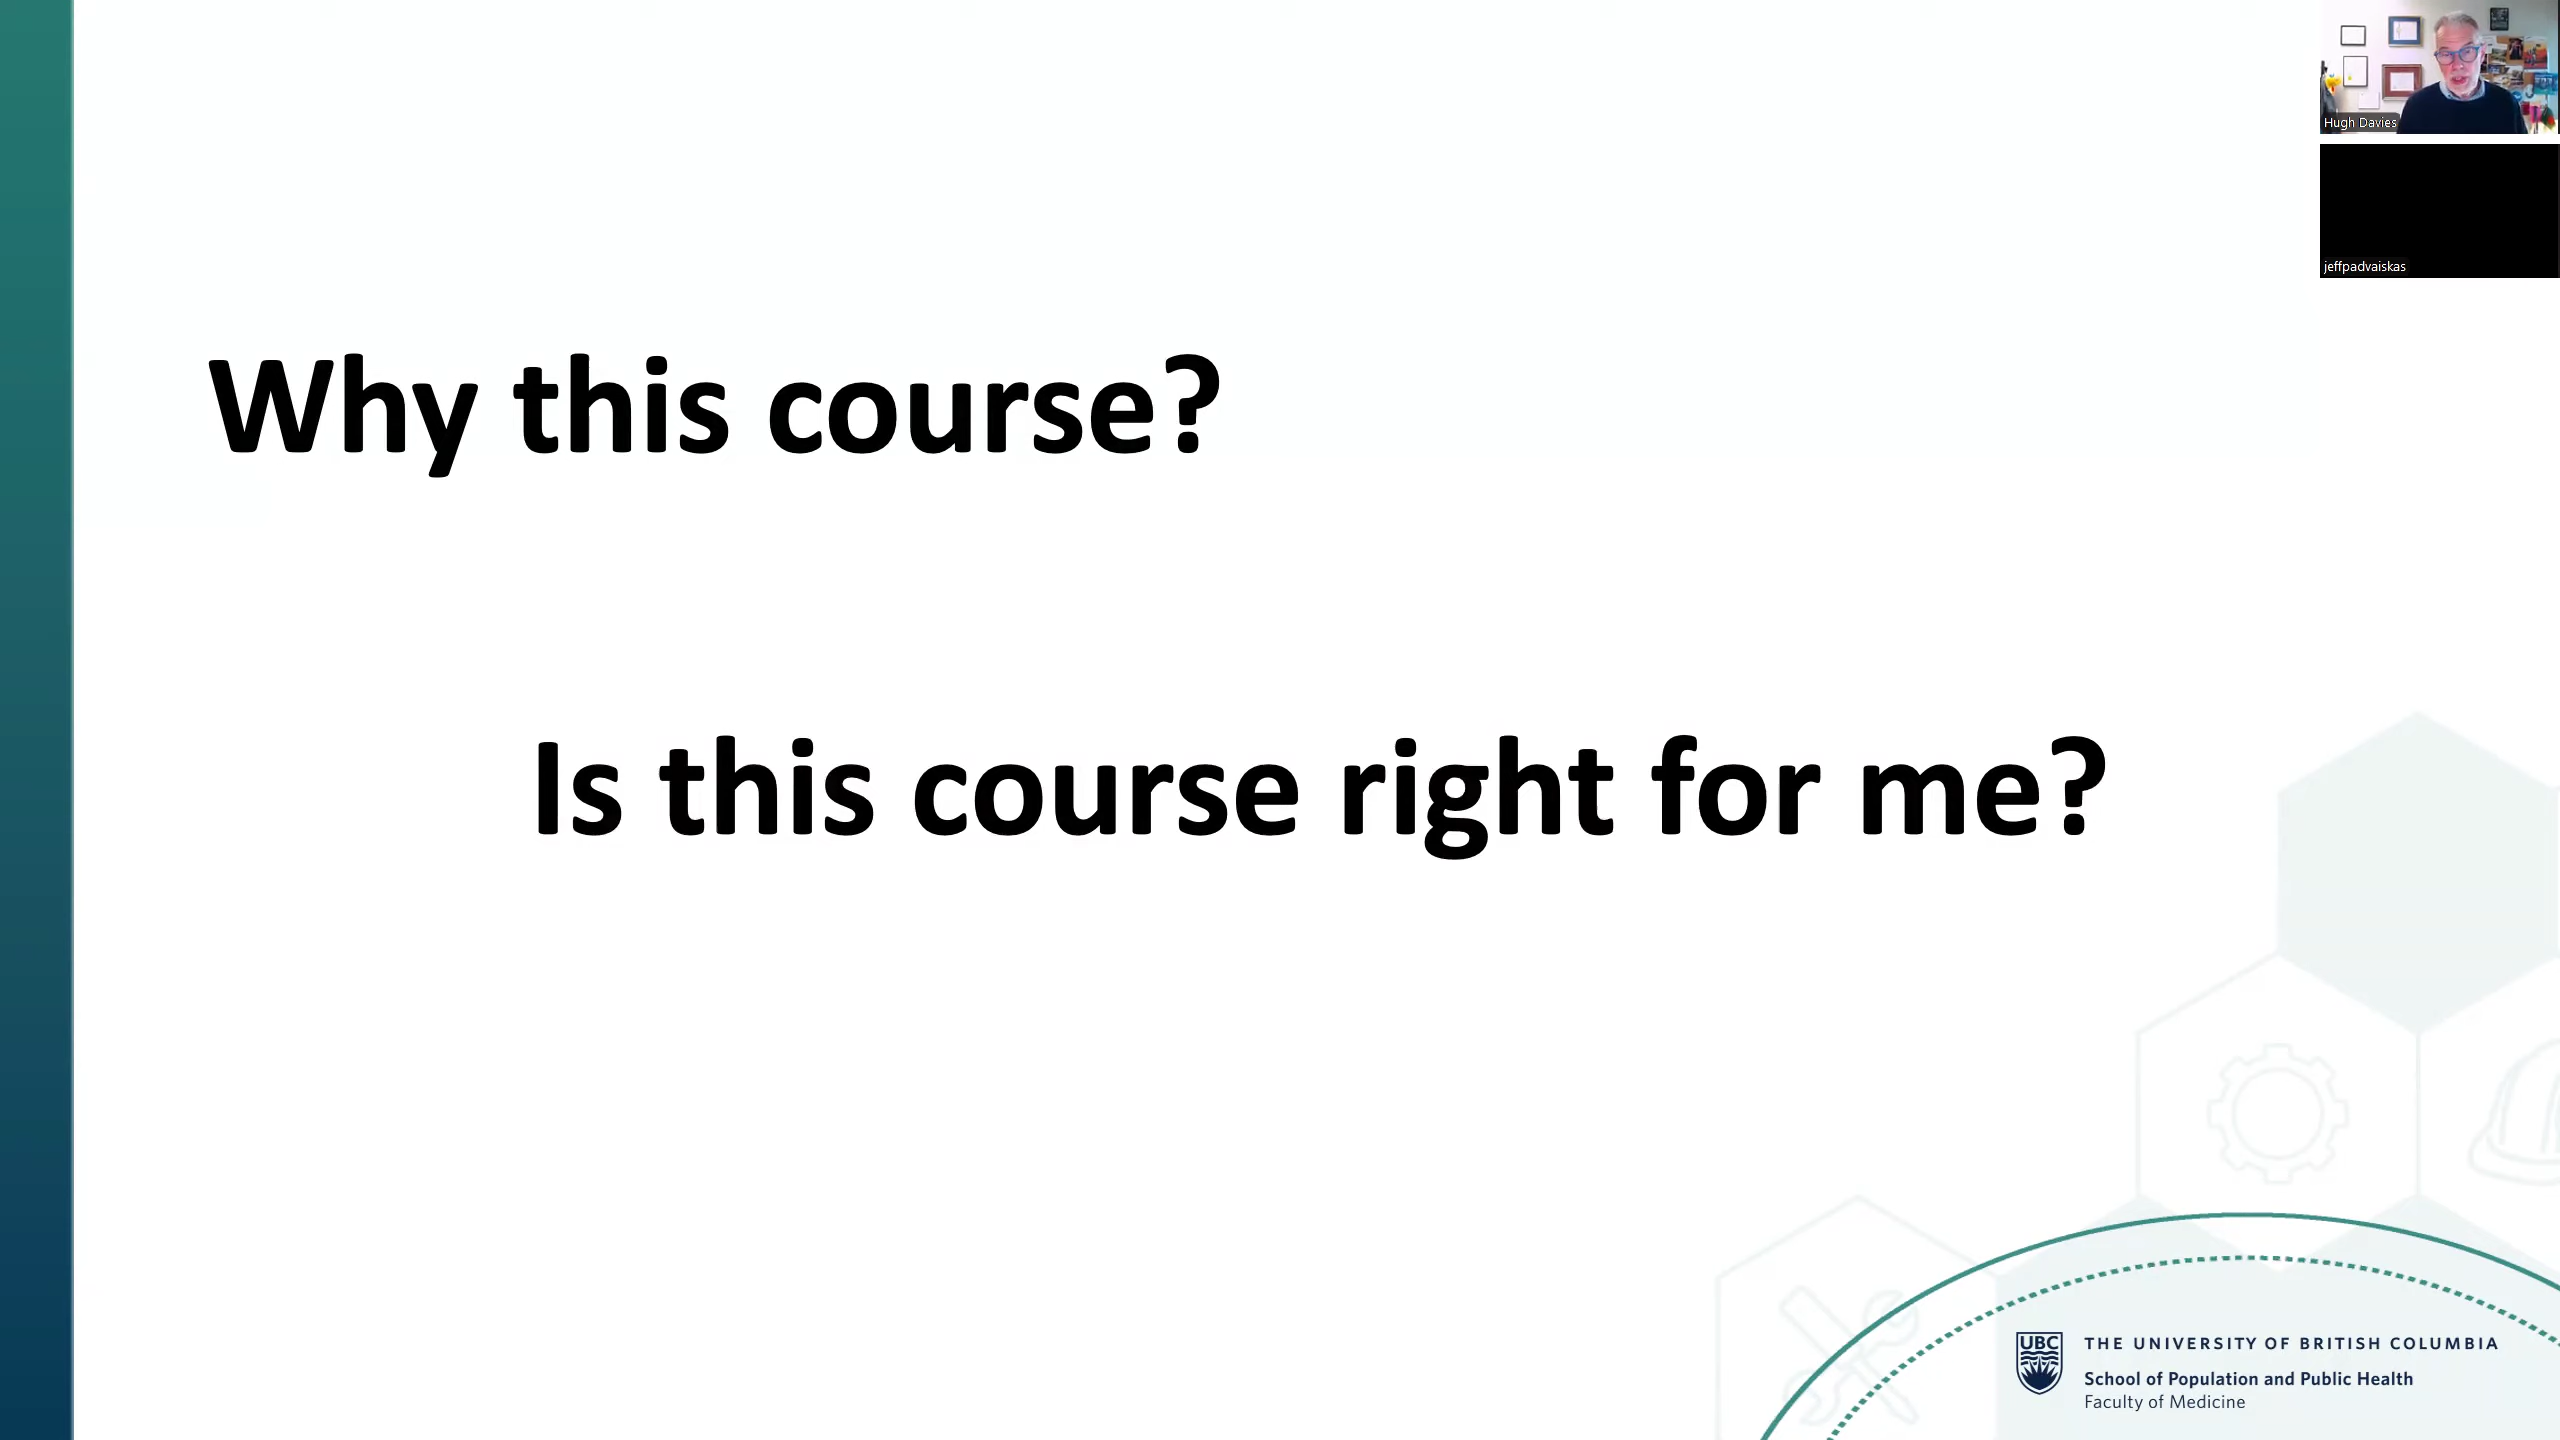 Hugh Davies
jeffpadvaiskas
Why this course?
Is this course right for me?
UBC
THE UNIVERSITY OF BRITISH COLUMBIA
School of Population and Public Health
Faculty of Medicine